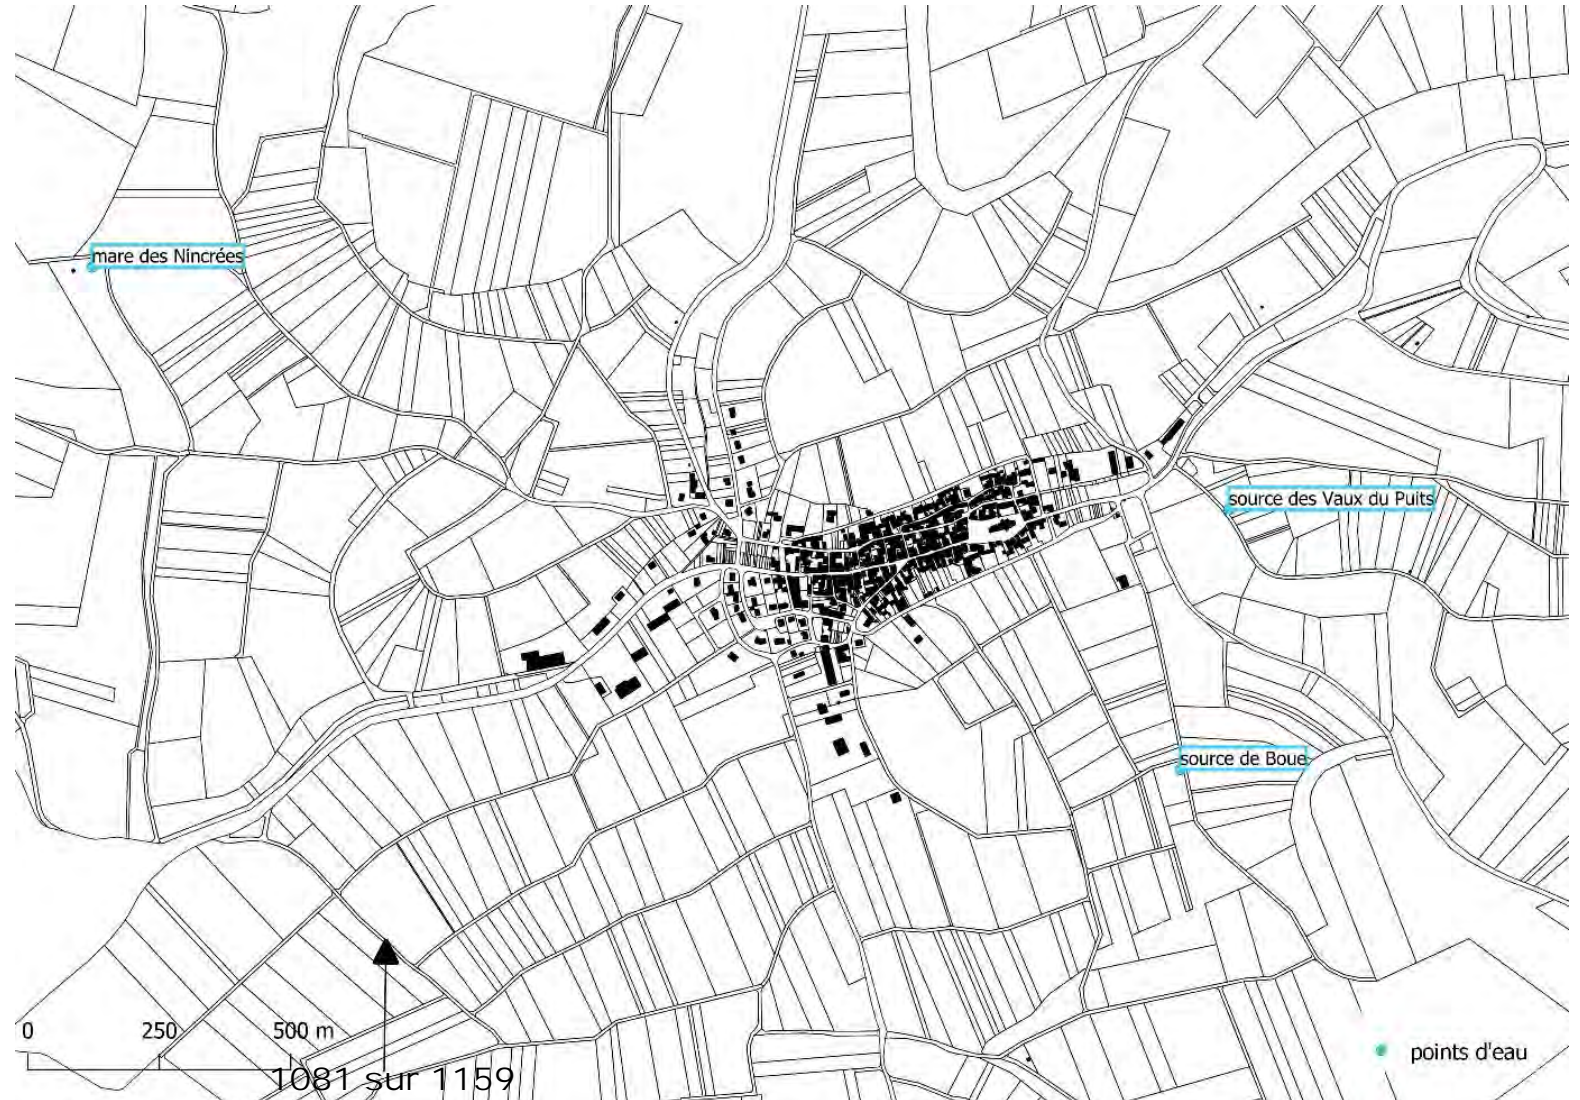 mare des Nincrées
source des Vaux du Puits
source de Boue
0 250 500 m
points d'eau
1081 sur 1159